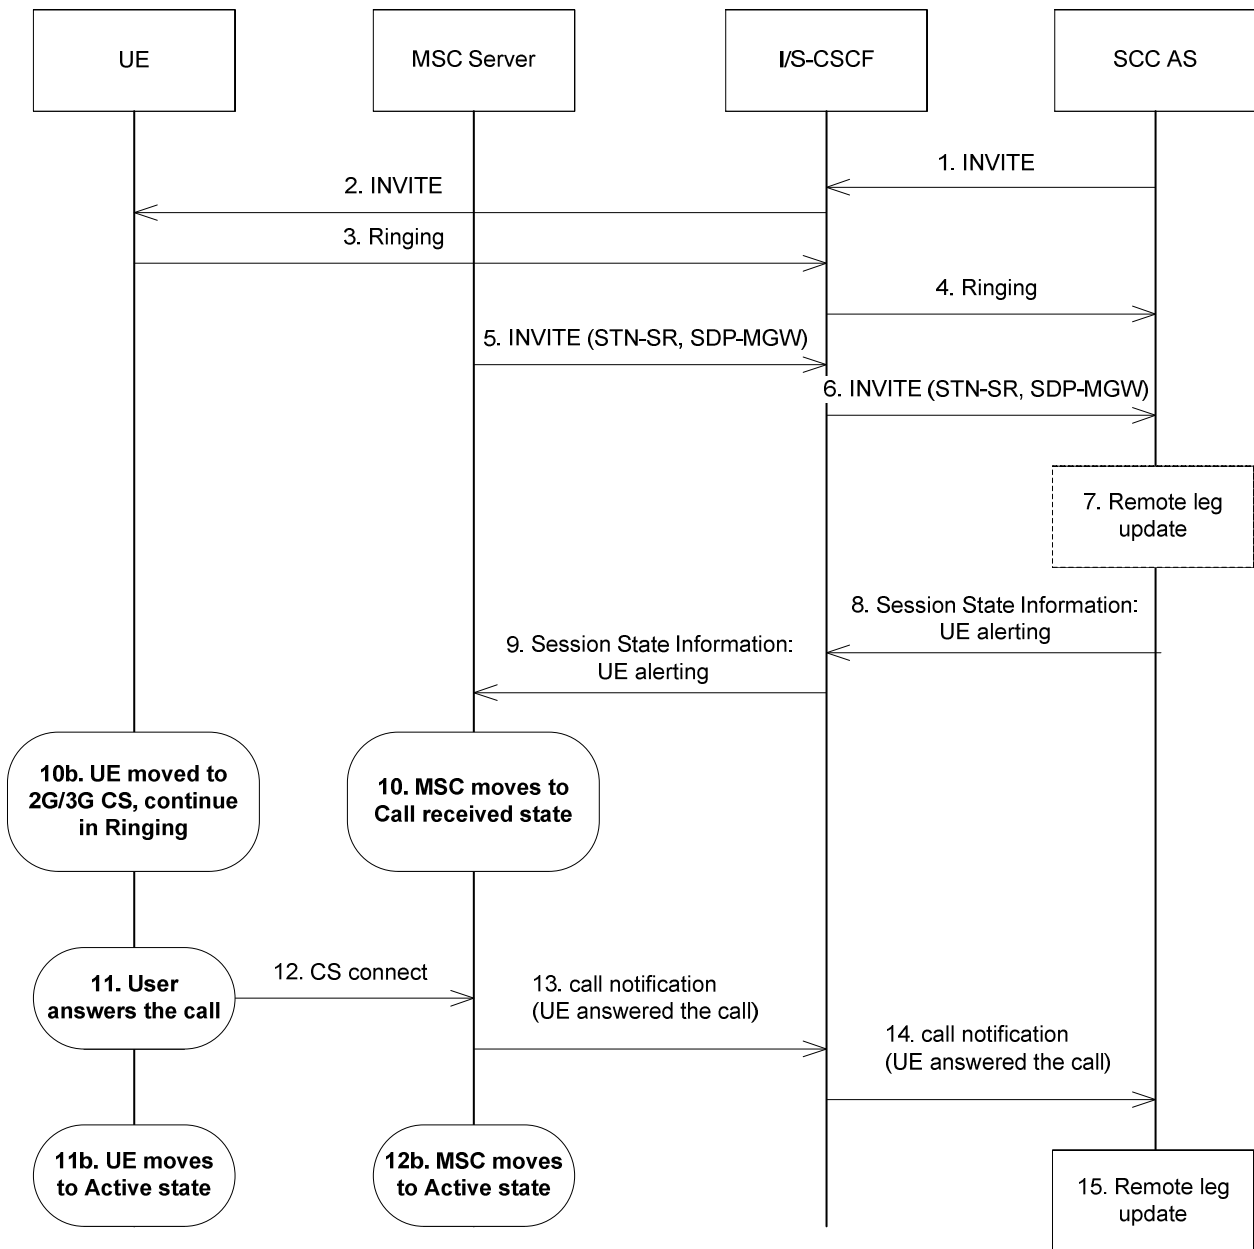 UE
MSC Server
I/S-CSCF
SCC AS
1. INVITE
2. INVITE
3. Ringing
4. Ringing
5. INVITE (STN-SR, SDP-MGW)
6. INVITE (STN-SR, SDP-MGW)
7. Remote leg
update
8. Session State Information:
UE alerting
9. Session State Information:
UE alerting
10b. UE moved to
2G/3G CS, continue
in Ringing
10. MSC moves to
Call received state
11. User
answers the call
12. CS connect
13. call notification
(UE answered the call)
14. call notification
(UE answered the call)
11b. UE moves
to Active state
12b. MSC moves
to Active state
15. Remote leg
update